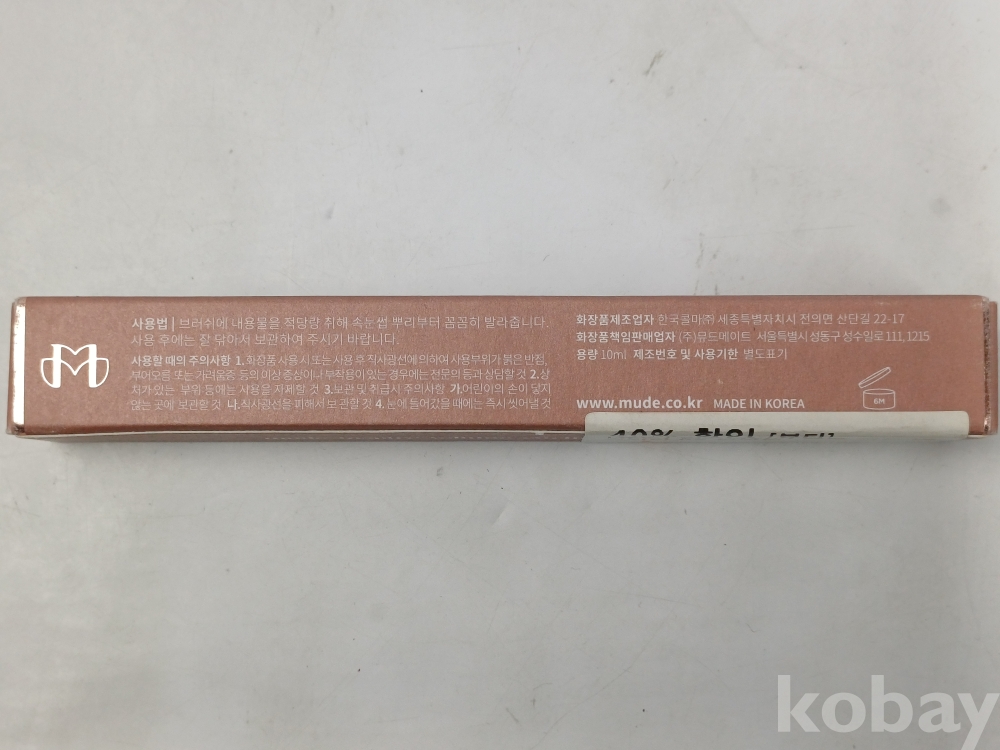 사용법 | 브러쉬에 내용물을 적당량 취해 속눈썹 뿌리부터 꼼꼼히 발라줍니다.
사용 후에는 잘 닦아서 보관하여 주시기 바랍니다.
사용할 때의 주의사항 1. 화장품 사용 시 또는 사용 후 직사광선에 의하여 사용부위가 붉은 반점,
부어오름 또는 가려움증 등의 이상 증상이나 부작용이 있는 경우에는 전문의 등과 상담할 것 2.상
처가 있는 부위 등에는 사용을 자제할 것 3.보관 및 취급시 주의사항 가.어린이의 손이 닿지
않는 곳에 보관할 것 나.직사광선을 피해서 보관할 것 4. 눈에 들어갔을 때에는 즉시 씻어낼 것
M
화장품제조업자 한국콜마㈜ 세종특별자치시 전의면 산단길 22-17
화장품책임판매업자 (주)뮤드메이트 서울특별시 성동구 성수일로 111, 1215
용량 10ml 제조번호 및 사용기한 별도표기
www.mude.co.kr MADE IN KOREA
6M
40% 할인
kobay